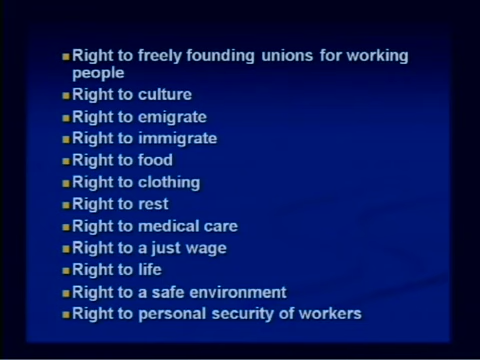 Right to freely founding unions for working
people
Right to culture
Right to emigrate
Right to immigrate
Right to food
Right to clothing
Right to rest
Right to medical care
Right to a just wage
Right to life
Right to a safe environment
Right to personal security of workers